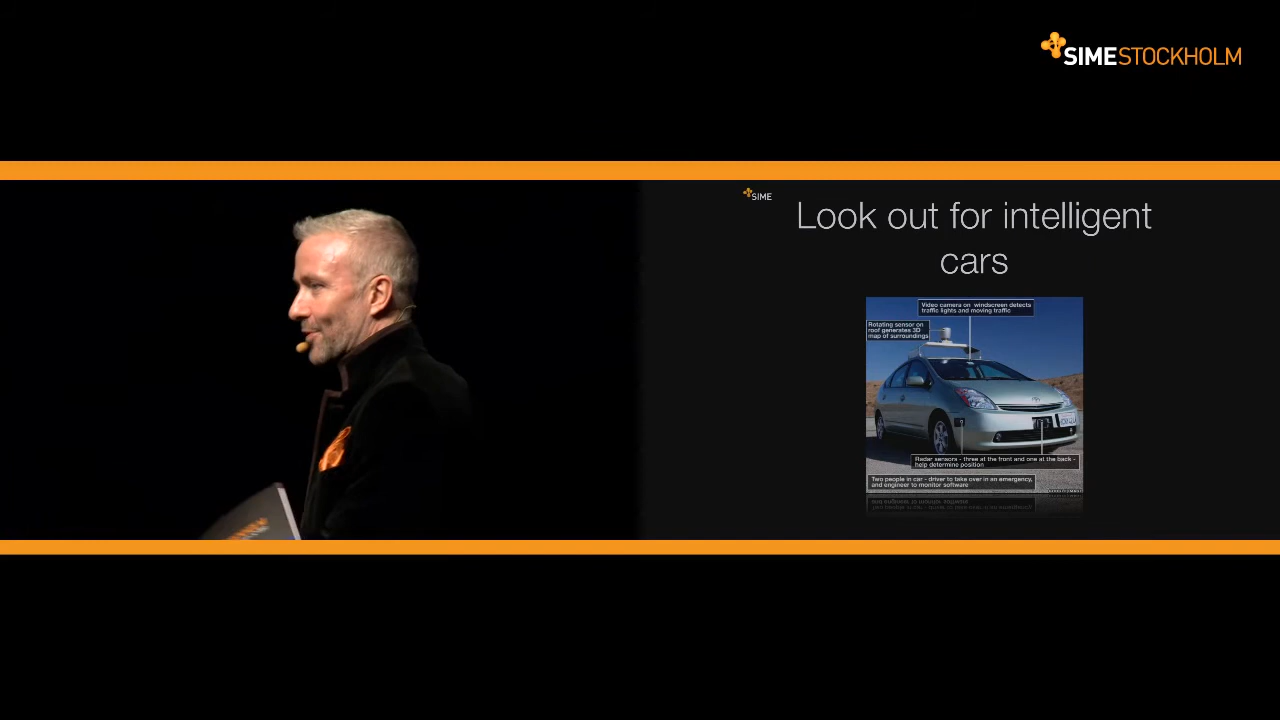 SIMESTOCKHOLM
SIME
Look out for intelligent
cars
Video camera on windscreen detects
traffic lights and moving traffic
Rotating sensor on
roof generates 3D
map of surroundings
Radar sensors - three at the front and one at the back -
help determine position
Two people in car - driver to take over in an emergency,
and engineer to monitor software